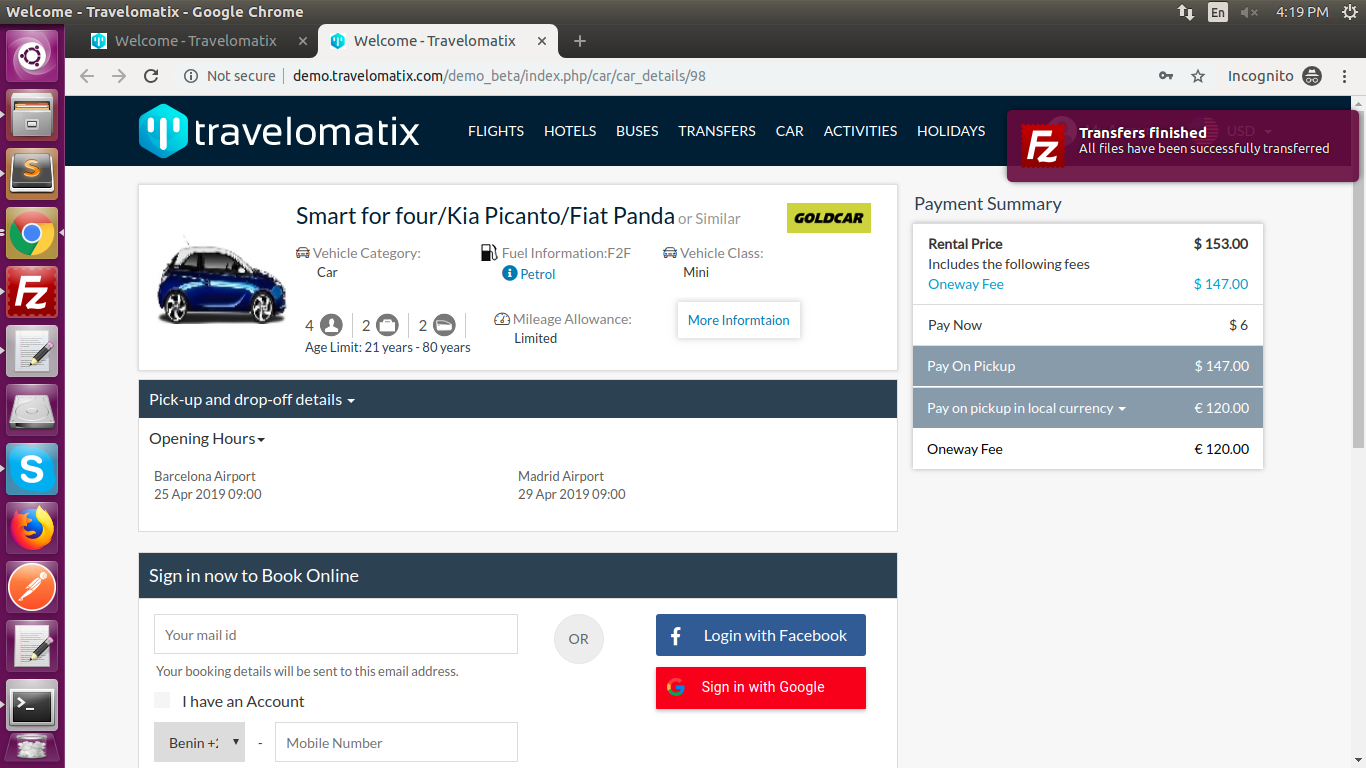 Welcome - Travelomatix - Google Chrome
En
4:19 PM
Welcome - Travelomatix
Welcome - Travelomatix
Not secure
demo.travelomatix.com/demo_beta/index.php/car/car_details/98
Incognito
travelomatix
FLIGHTS
HOTELS
BUSES
TRANSFERS
CAR
ACTIVITIES
HOLIDAYS
USD
Fz
Transfers finished
All files have been successfully transferred
Smart for four/Kia Picanto/Fiat Panda or Similar
GOLDCAR
Vehicle Category:
Car
Fuel Information:F2F
Petrol
Vehicle Class:
Mini
4
2
2
Age Limit: 21 years - 80 years
Mileage Allowance:
Limited
More Informtaion
Payment Summary
Rental Price $ 153.00
Includes the following fees
Oneway Fee $ 147.00
Pay Now $ 6
Pay On Pickup $ 147.00
Pay on pickup in local currency € 120.00
Oneway Fee € 120.00
Pick-up and drop-off details
Opening Hours
Barcelona Airport
25 Apr 2019 09:00
Madrid Airport
29 Apr 2019 09:00
Sign in now to Book Online
Your mail id
Your booking details will be sent to this email address.
I have an Account
Benin +2
-
Mobile Number
OR
Login with Facebook
Sign in with Google
S
Fz
S
>_